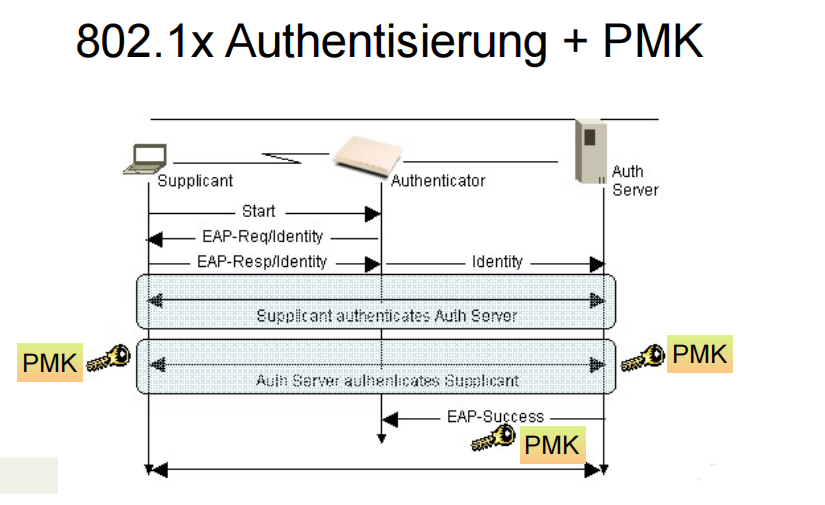 802.1x Authentisierung + PMK
Supplicant
Authenticator
Auth
Server
Start
EAP-Req/Identity
EAP-Resp/Identity
Identity
Supplicant authenticates Auth Server
PMK
PMK
Auth Server authenticates Supplicant
EAP-Success
PMK